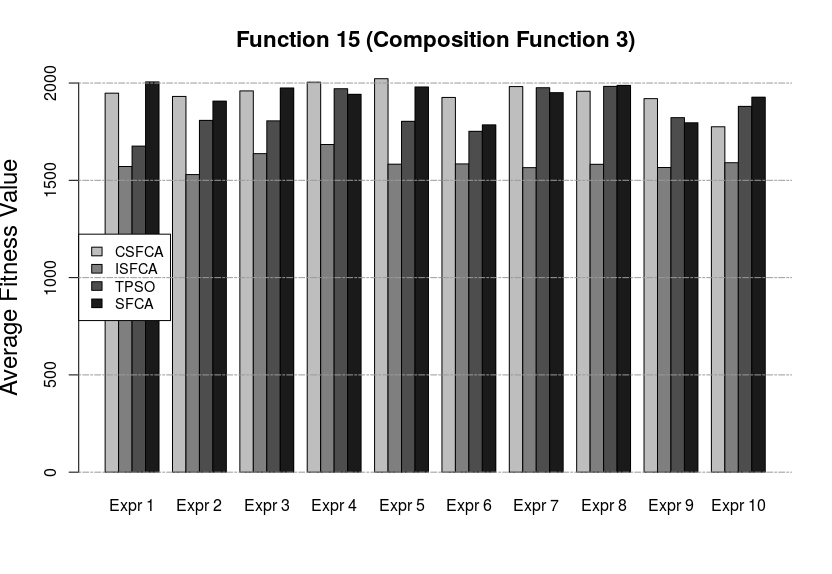 Function 15 (Composition Function 3)
Average Fitness Value
2000
1500
1000
500
0
CSFCA
ISFCA
TPSO
SFCA
Expr 1 Expr 2 Expr 3 Expr 4 Expr 5 Expr 6 Expr 7 Expr 8 Expr 9 Expr 10